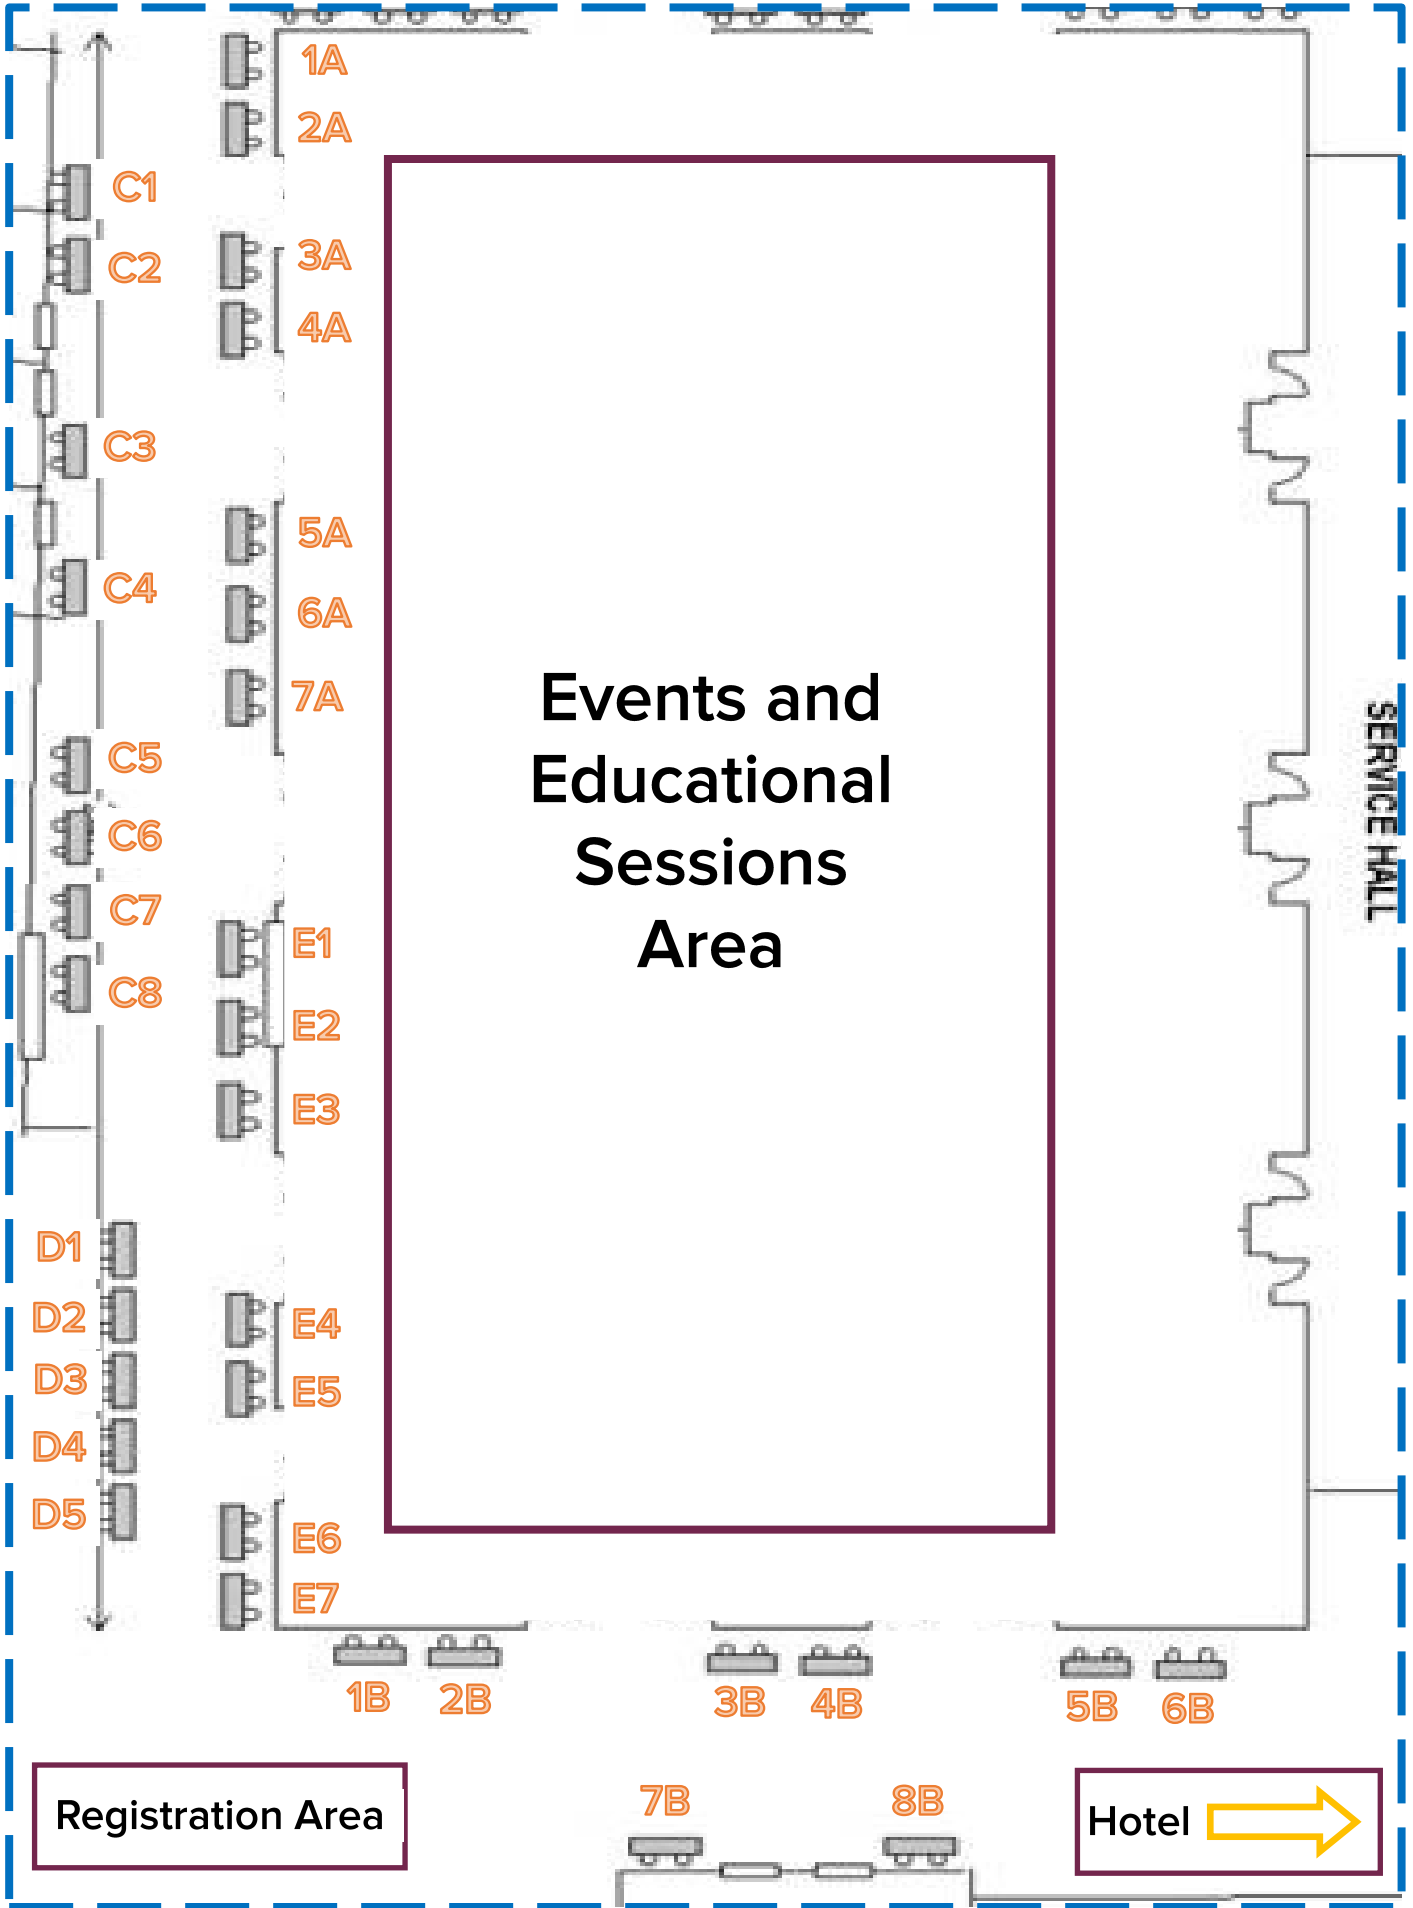 1A
2A
C1
C2
3A
4A
C3
5A
C4
6A
7A
Events and
Educational
Sessions
Area
SERVICE HALL
C5
C6
C7
E1
C8
E2
E3
D1
D2
E4
D3
E5
D4
D5
E6
E7
1B
2B
3B
4B
5B
6B
7B
8B
Registration Area
Hotel